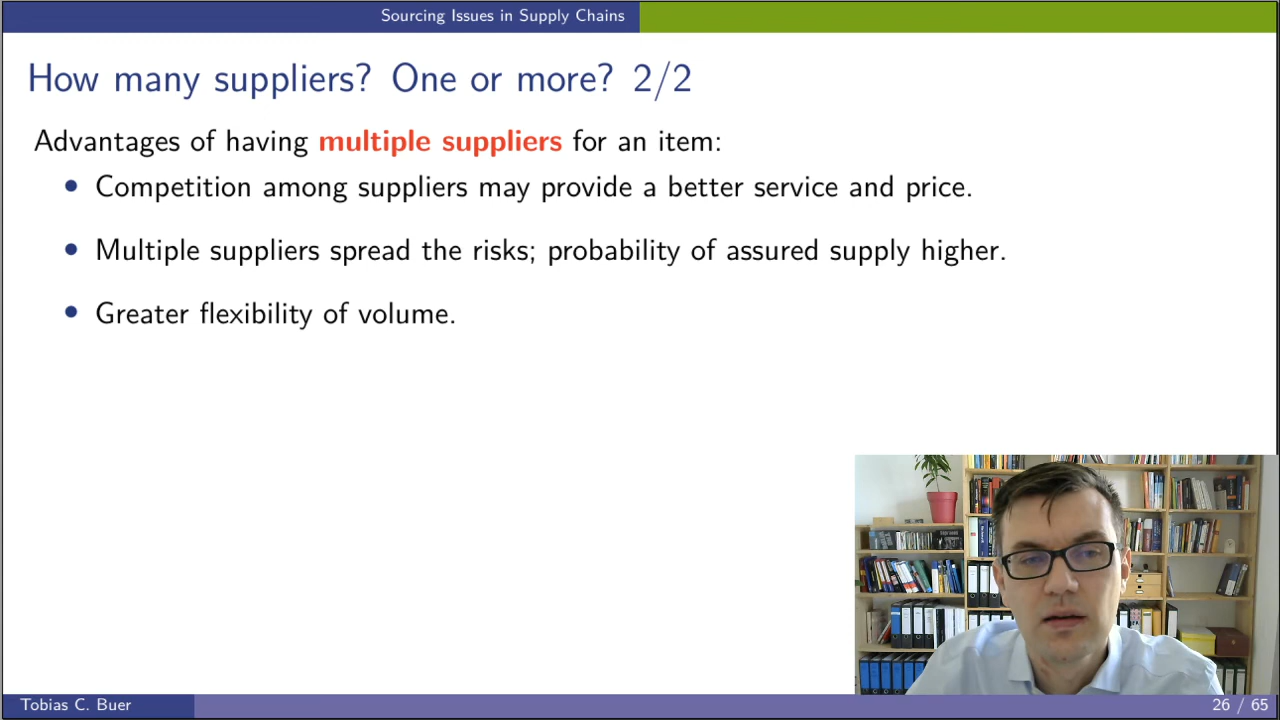 Sourcing Issues in Supply Chains
How many suppliers? One or more? 2/2
Advantages of having multiple suppliers for an item:
• Competition among suppliers may provide a better service and price.
• Multiple suppliers spread the risks; probability of assured supply higher.
• Greater flexibility of volume.
Tobias C. Buer
26 / 65